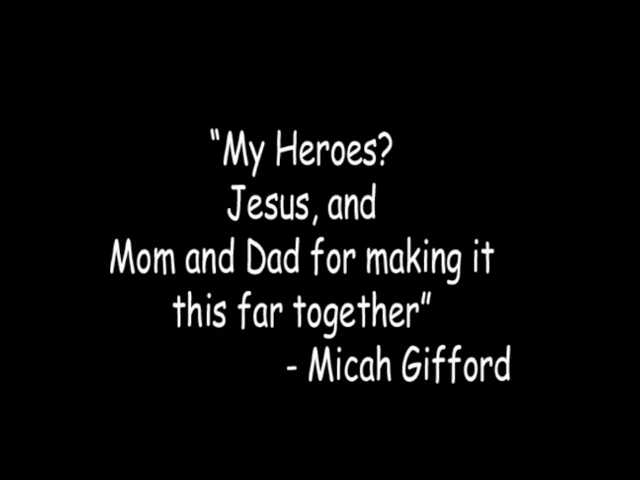 "My Heroes?
Jesus, and
Mom and Dad for making it
this far together"
- Micah Gifford